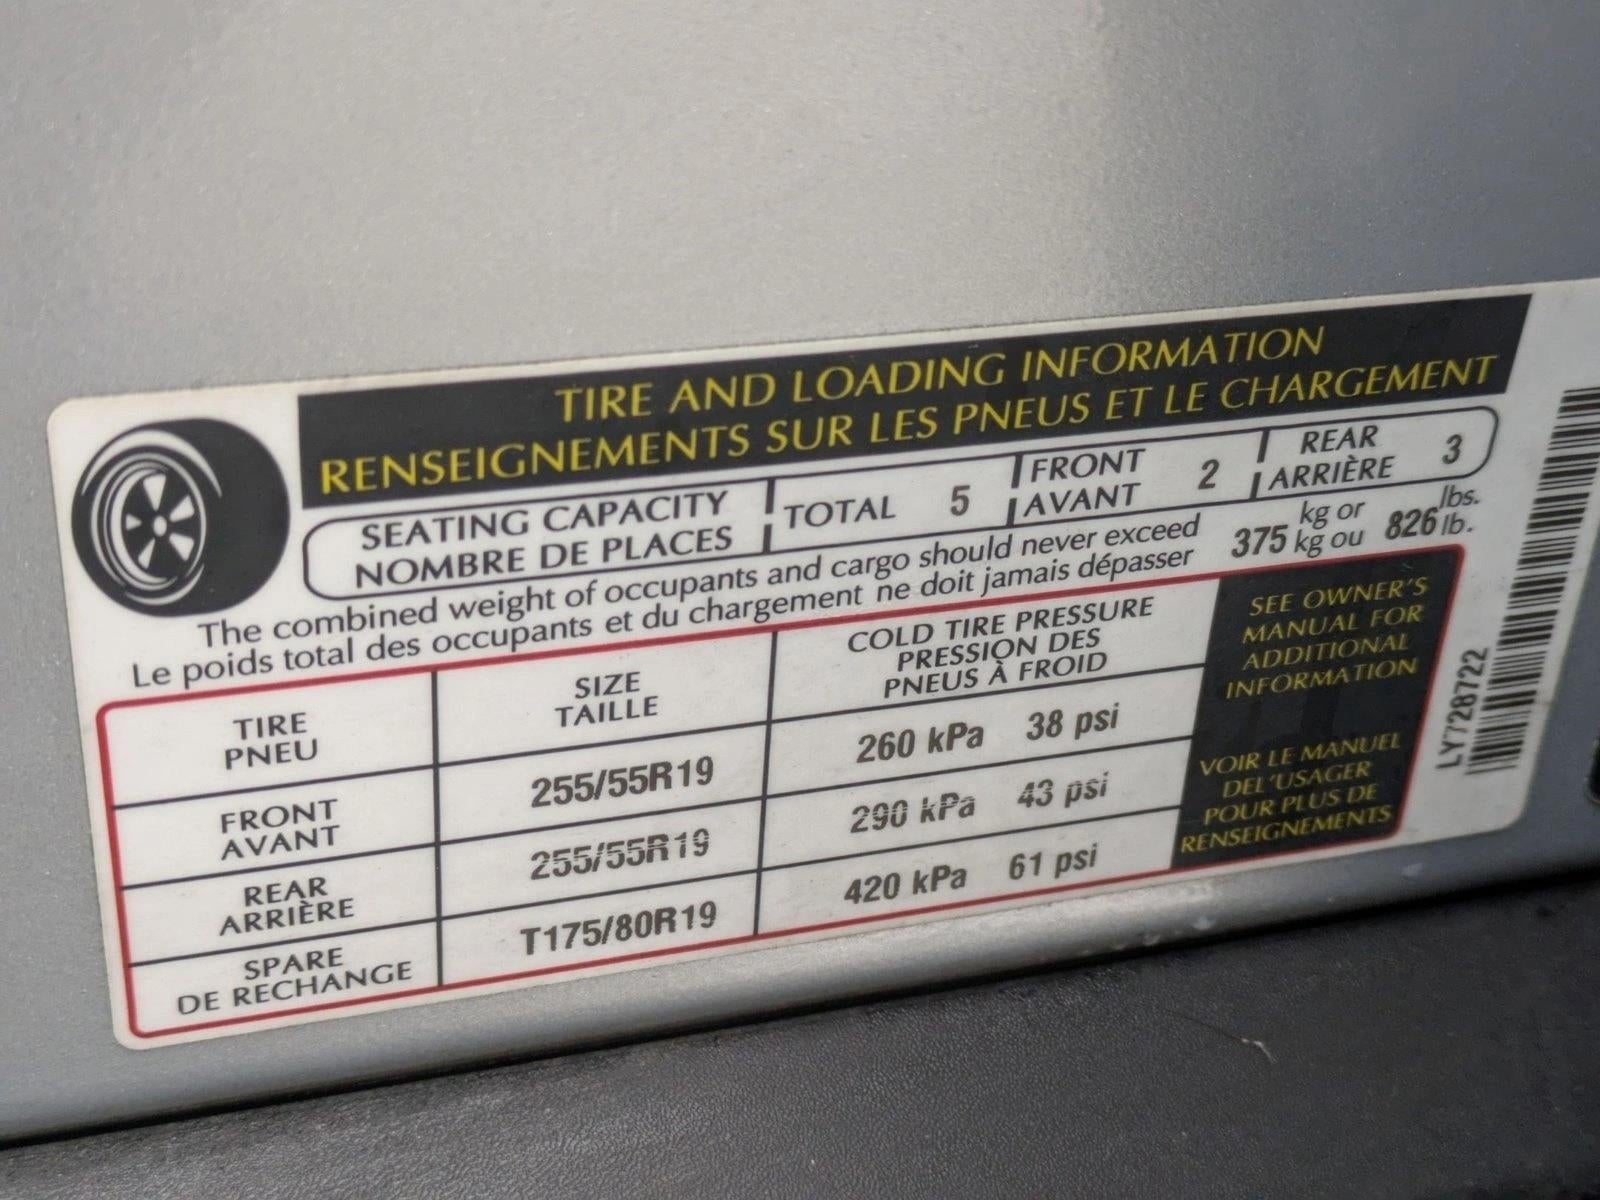 TIRE AND LOADING INFORMATION
RENSEIGNEMENTS SUR LES PNEUS ET LE CHARGEMENT
SEATING CAPACITY
NOMBRE DE PLACES
TOTAL 5
FRONT
AVANT
2
REAR
ARRIÈRE
3
The combined weight of occupants and cargo should never exceed 375 kg or 826 lbs.
Le poids total des occupants et du chargement ne doit jamais dépasser kg ou lb.
TIRE
PNEU
SIZE
TAILLE
COLD TIRE PRESSURE
PRESSION DES
PNEUS À FROID
FRONT
AVANT
255/55R19
260 kPa 38 psi
REAR
ARRIÈRE
255/55R19
290 kPa 43 psi
SPARE
DE RECHANGE
T175/80R19
420 kPa 61 psi
SEE OWNER'S
MANUAL FOR
ADDITIONAL
INFORMATION
VOIR LE MANUEL
DEL'USAGER
POUR PLUS DE
RENSEIGNEMENTS
LY728722